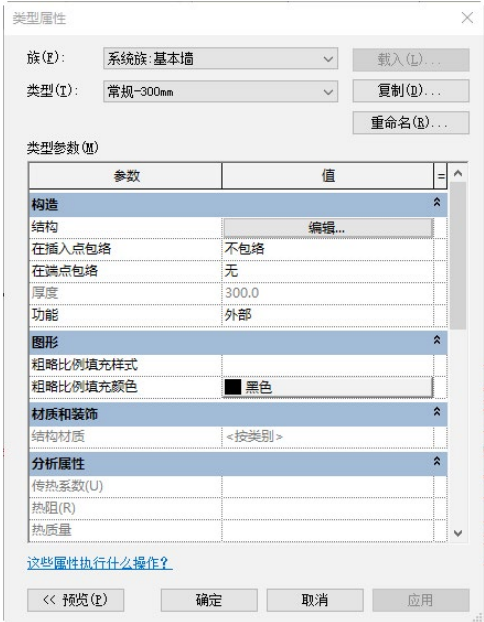 类型属性
族(F): 系统族:基本墙 载入(L)...
类型(T): 常规-300mm 复制(D)...
重命名(R)...
类型参数(M)
参数 值 =
构造
结构 编辑...
在插入点包络 不包络
在端点包络 无
厚度 300.0
功能 外部
图形
粗略比例填充样式
粗略比例填充颜色 黑色
材质和装饰
结构材质 <按类别>
分析属性
传热系数(U)
热阻(R)
热质量
这些属性执行什么操作?
<< 预览(P) 确定 取消 应用